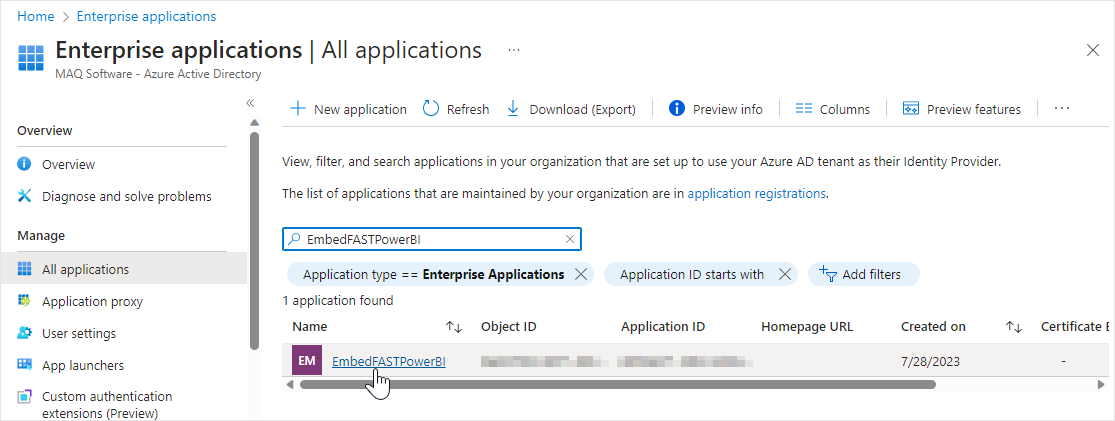 Home > Enterprise applications
Enterprise applications | All applications ...
MAQ Software - Azure Active Directory
Overview
Overview
Diagnose and solve problems
Manage
All applications
Application proxy
User settings
App launchers
Custom authentication
extensions (Preview)
New application Refresh Download (Export) Preview info Columns Preview features ...
View, filter, and search applications in your organization that are set up to use your Azure AD tenant as their Identity Provider.
The list of applications that are maintained by your organization are in application registrations.
EmbedFASTPowerBI
Application type == Enterprise Applications Application ID starts with Add filters
1 application found
Name Object ID Application ID Homepage URL Created on Certificate E
EM EmbedFASTPowerBI 7/28/2023 -